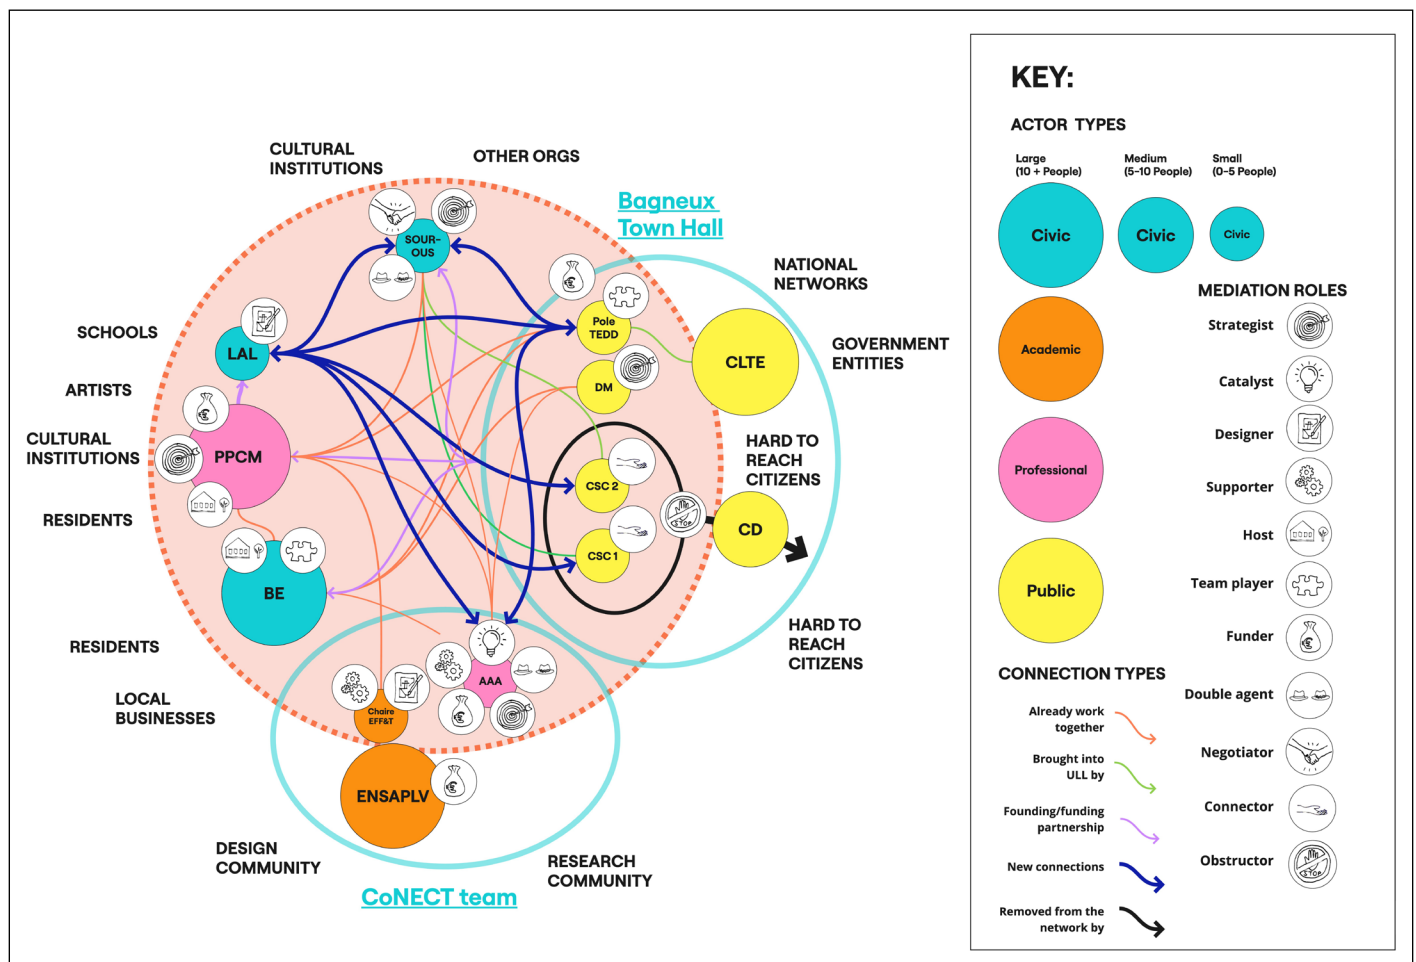 CULTURAL
INSTITUTIONS
OTHER ORGS
Bagneux
Town Hall
SOUR-
OUS
NATIONAL
NETWORKS
SCHOOLS
LAL
Pole
TEDD
CLTE
GOVERNMENT
ENTITIES
ARTISTS
DM
CULTURAL
INSTITUTIONS
PPCM
HARD TO
REACH
CITIZENS
CSC 2
RESIDENTS
STOP
CD
CSC 1
BE
HARD TO
REACH
CITIZENS
RESIDENTS
AAA
LOCAL
BUSINESSES
Chaire
EFF&T
ENSAPLV
DESIGN
COMMUNITY
RESEARCH
COMMUNITY
CoNECT team
KEY:
ACTOR TYPES
Large
(10 + People)
Medium
(5-10 People)
Small
(0-5 People)
Civic
Civic
Civic
Academic
Professional
Public
MEDIATION ROLES
Strategist
Catalyst
Designer
Supporter
Host
Team player
Funder
Double agent
Negotiator
Connector
Obstructor
STOP
CONNECTION TYPES
Already work
together
Brought into
ULL by
Founding/funding
partnership
New connections
Removed from the
network by